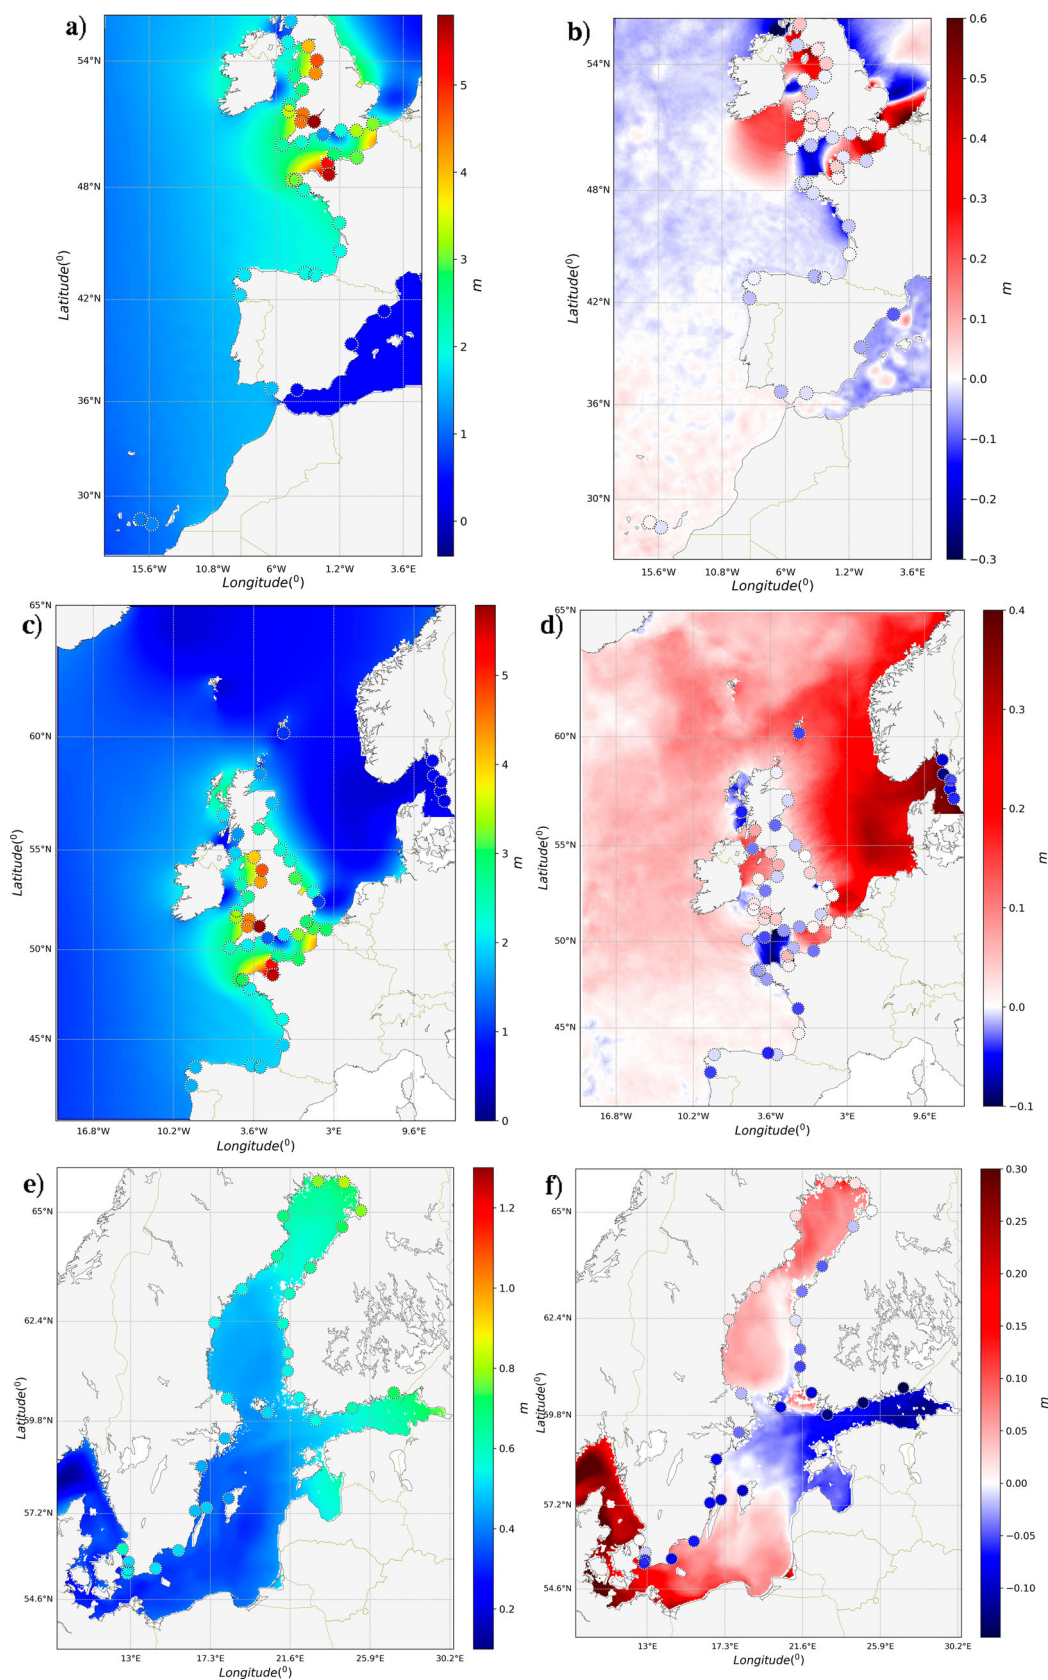 a)
54°N
48°N
42°N
36°N
30°N
Latitude(⁰)
15.6°W 10.8°W 6°W 1.2°W 3.6°E
Longitude(⁰)
5
4
3
2
1
0
m
b)
54°N
48°N
42°N
36°N
30°N
Latitude(⁰)
15.6°W 10.8°W 6°W 1.2°W 3.6°E
Longitude(⁰)
0.6
0.5
0.4
0.3
0.2
0.1
0.0
−0.1
−0.2
−0.3
m
c)
65°N
60°N
55°N
50°N
45°N
Latitude(⁰)
16.8°W 10.2°W 3.6°W 3°E 9.6°E
Longitude(⁰)
5
4
3
2
1
0
m
d)
65°N
60°N
55°N
50°N
45°N
Latitude(⁰)
16.8°W 10.2°W 3.6°W 3°E 9.6°E
Longitude(⁰)
0.4
0.3
0.2
0.1
0.0
−0.1
m
e)
65°N
62.4°N
59.8°N
57.2°N
54.6°N
Latitude(⁰)
13°E 17.3°E 21.6°E 25.9°E 30.2°E
Longitude(⁰)
1.2
1.0
0.8
0.6
0.4
0.2
m
f)
65°N
62.4°N
59.8°N
57.2°N
54.6°N
Latitude(⁰)
13°E 17.3°E 21.6°E 25.9°E 30.2°E
Longitude(⁰)
0.30
0.25
0.20
0.15
0.10
0.05
0.00
−0.05
−0.10
m